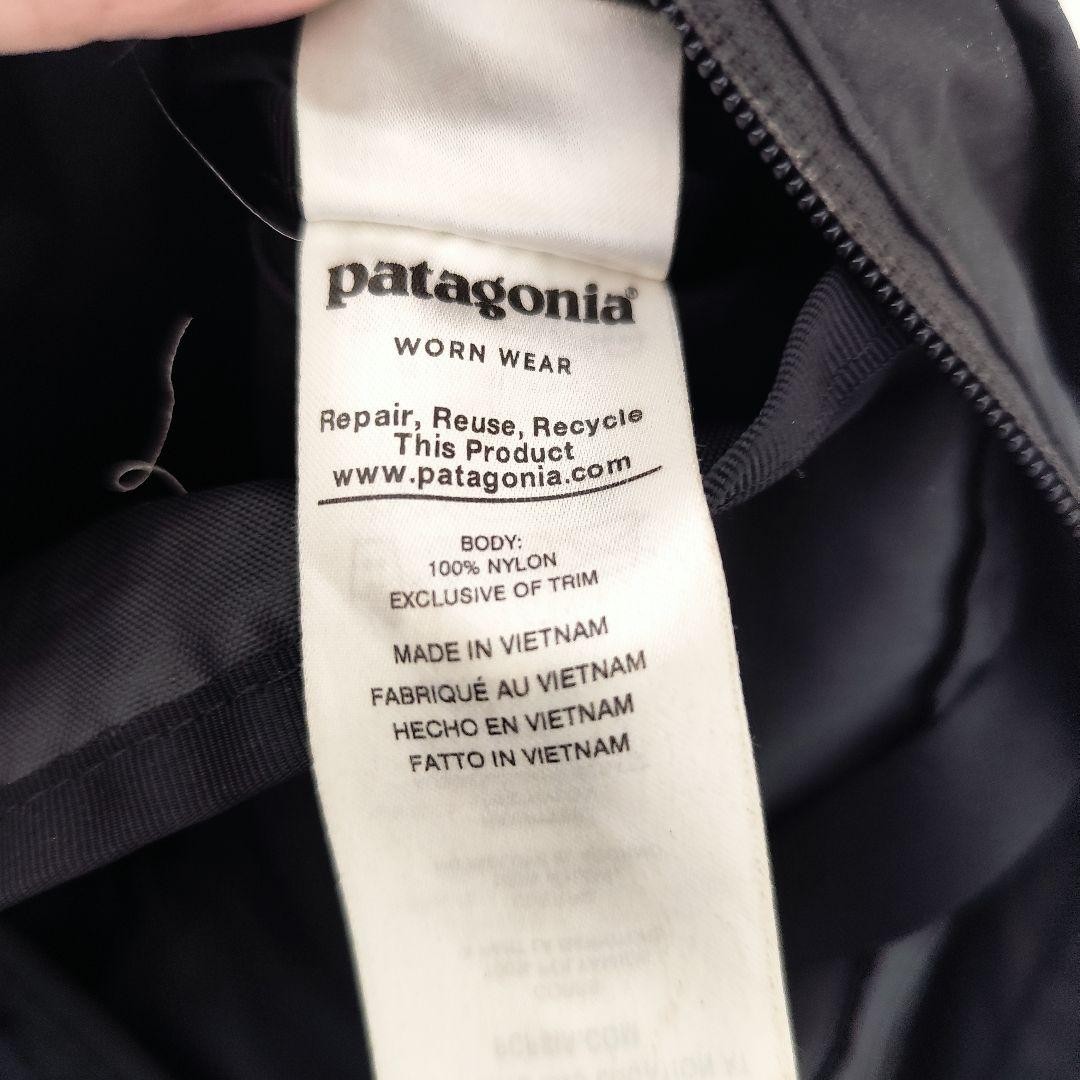 patagonia®
WORN WEAR
Repair, Reuse, Recycle
This Product
www.patagonia.com
BODY:
100% NYLON
EXCLUSIVE OF TRIM
MADE IN VIETNAM
FABRIQUÉ AU VIETNAM
HECHO EN VIETNAM
FATTO IN VIETNAM